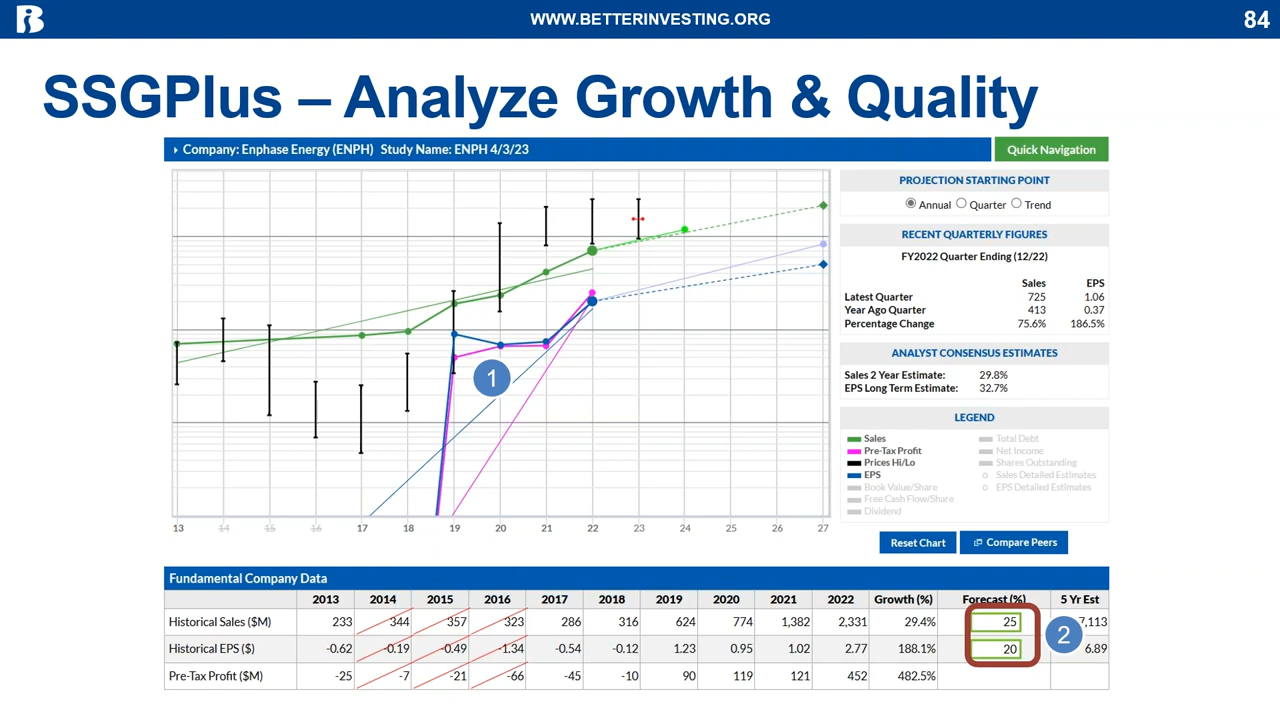 WWW.BETTERINVESTING.ORG
84
SSGPlus – Analyze Growth & Quality
Company: Enphase Energy (ENPH) Study Name: ENPH 4/3/23
Quick Navigation
PROJECTION STARTING POINT
Annual Quarter Trend
RECENT QUARTERLY FIGURES
FY2022 Quarter Ending (12/22)
Sales EPS
Latest Quarter 725 1.06
Year Ago Quarter 413 0.37
Percentage Change 75.6% 186.5%
ANALYST CONSENSUS ESTIMATES
Sales 2 Year Estimate: 29.8%
EPS Long Term Estimate: 32.7%
LEGEND
Sales Total Debt
Pre-Tax Profit Net Income
Prices Hi/Lo Shares Outstanding
EPS Sales Detailed Estimates
Book Value/Share EPS Detailed Estimates
Free Cash Flow/Share
Dividend
1
13 14 15 16 17 18 19 20 21 22 23 24 25 26 27
Reset Chart Compare Peers
Fundamental Company Data
2013 2014 2015 2016 2017 2018 2019 2020 2021 2022 Growth (%) Forecast (%) 5 Yr Est
Historical Sales ($M) 233 344 357 323 286 316 624 774 1,382 2,331 29.4% 25 7,113
2
Historical EPS ($) -0.62 -0.19 -0.49 -1.34 -0.54 -0.12 1.23 0.95 1.02 2.77 188.1% 20 6.89
Pre-Tax Profit ($M) -25 -7 -21 -66 -45 -10 90 119 121 452 482.5%